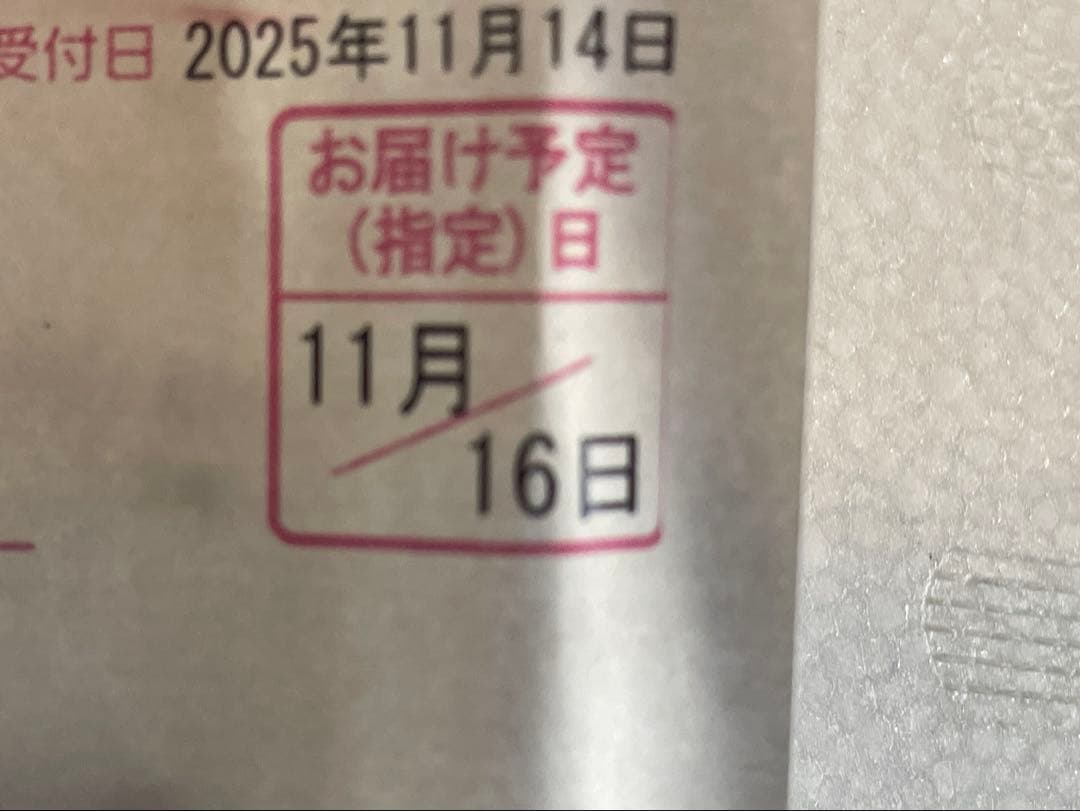 受付日 2025年11月14日
お届け予定
(指定)日
11月
16日